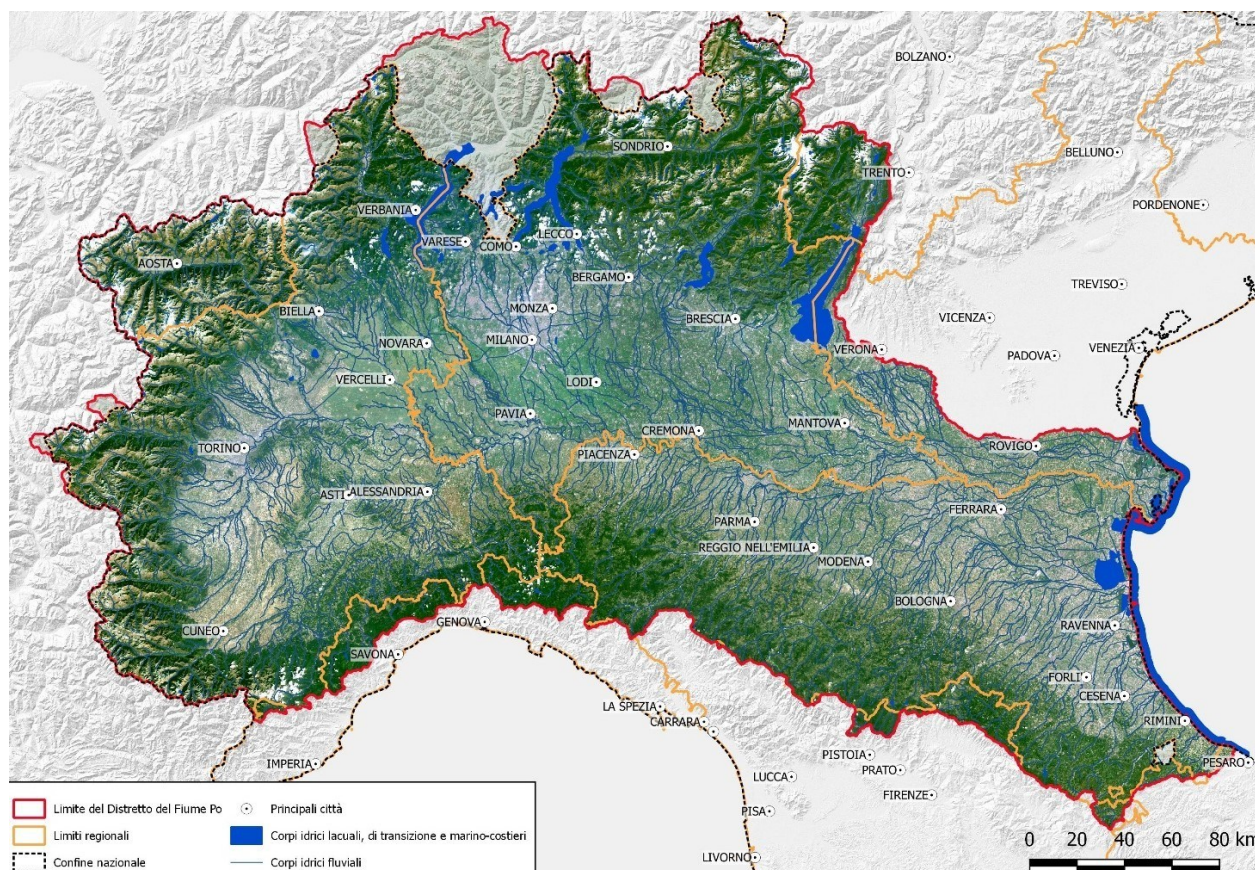 BOLZANO
BELLUNO
SONDRIO
TRENTO
PORDENONE
VERBANIA
VARESE
COMO
LECCO
AOSTA
BERGAMO
TREVISO
BIELLA
MONZA
BRESCIA
VICENZA
NOVARA
MILANO
VERONA
PADOVA
VENEZIA
VERCELLI
LODI
PAVIA
CREMONA
MANTOVA
TORINO
PIACENZA
ROVIGO
ASTI
ALESSANDRIA
FERRARA
PARMA
REGGIO NELL'EMILIA
MODENA
BOLOGNA
CUNEO
GENOVA
RAVENNA
SAVONA
FORLI'
CESENA
LA SPEZIA
CARRARA
RIMINI
IMPERIA
PISTOIA
PRATO
PESARO
LUCCA
FIRENZE
PISA
LIVORNO
Limite del Distretto del Fiume Po
Principali città
Limiti regionali
Corpi idrici lacuali, di transizione e marino-costieri
Confine nazionale
Corpi idrici fluviali
0 20 40 60 80 km